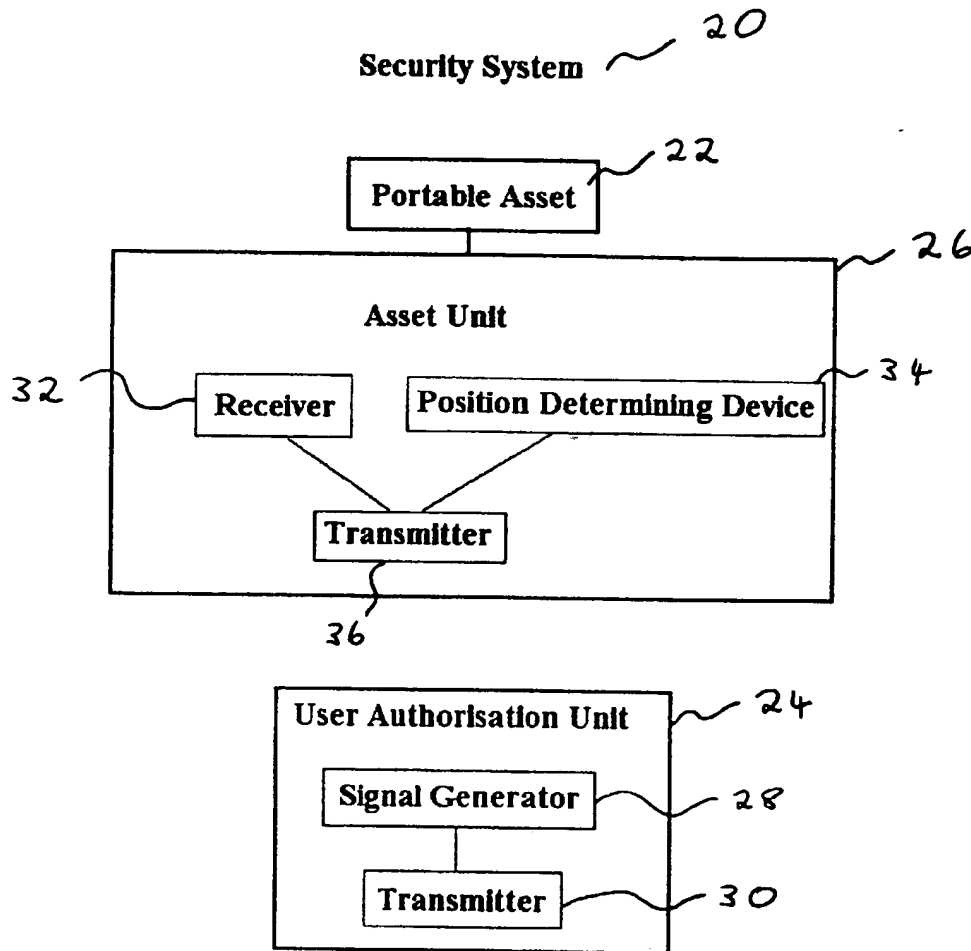 20
Security System
22
Portable Asset
26
Asset Unit
34
32
Receiver
Position Determining Device
Transmitter
36
User Authorisation Unit
24
Signal Generator
28
Transmitter
30